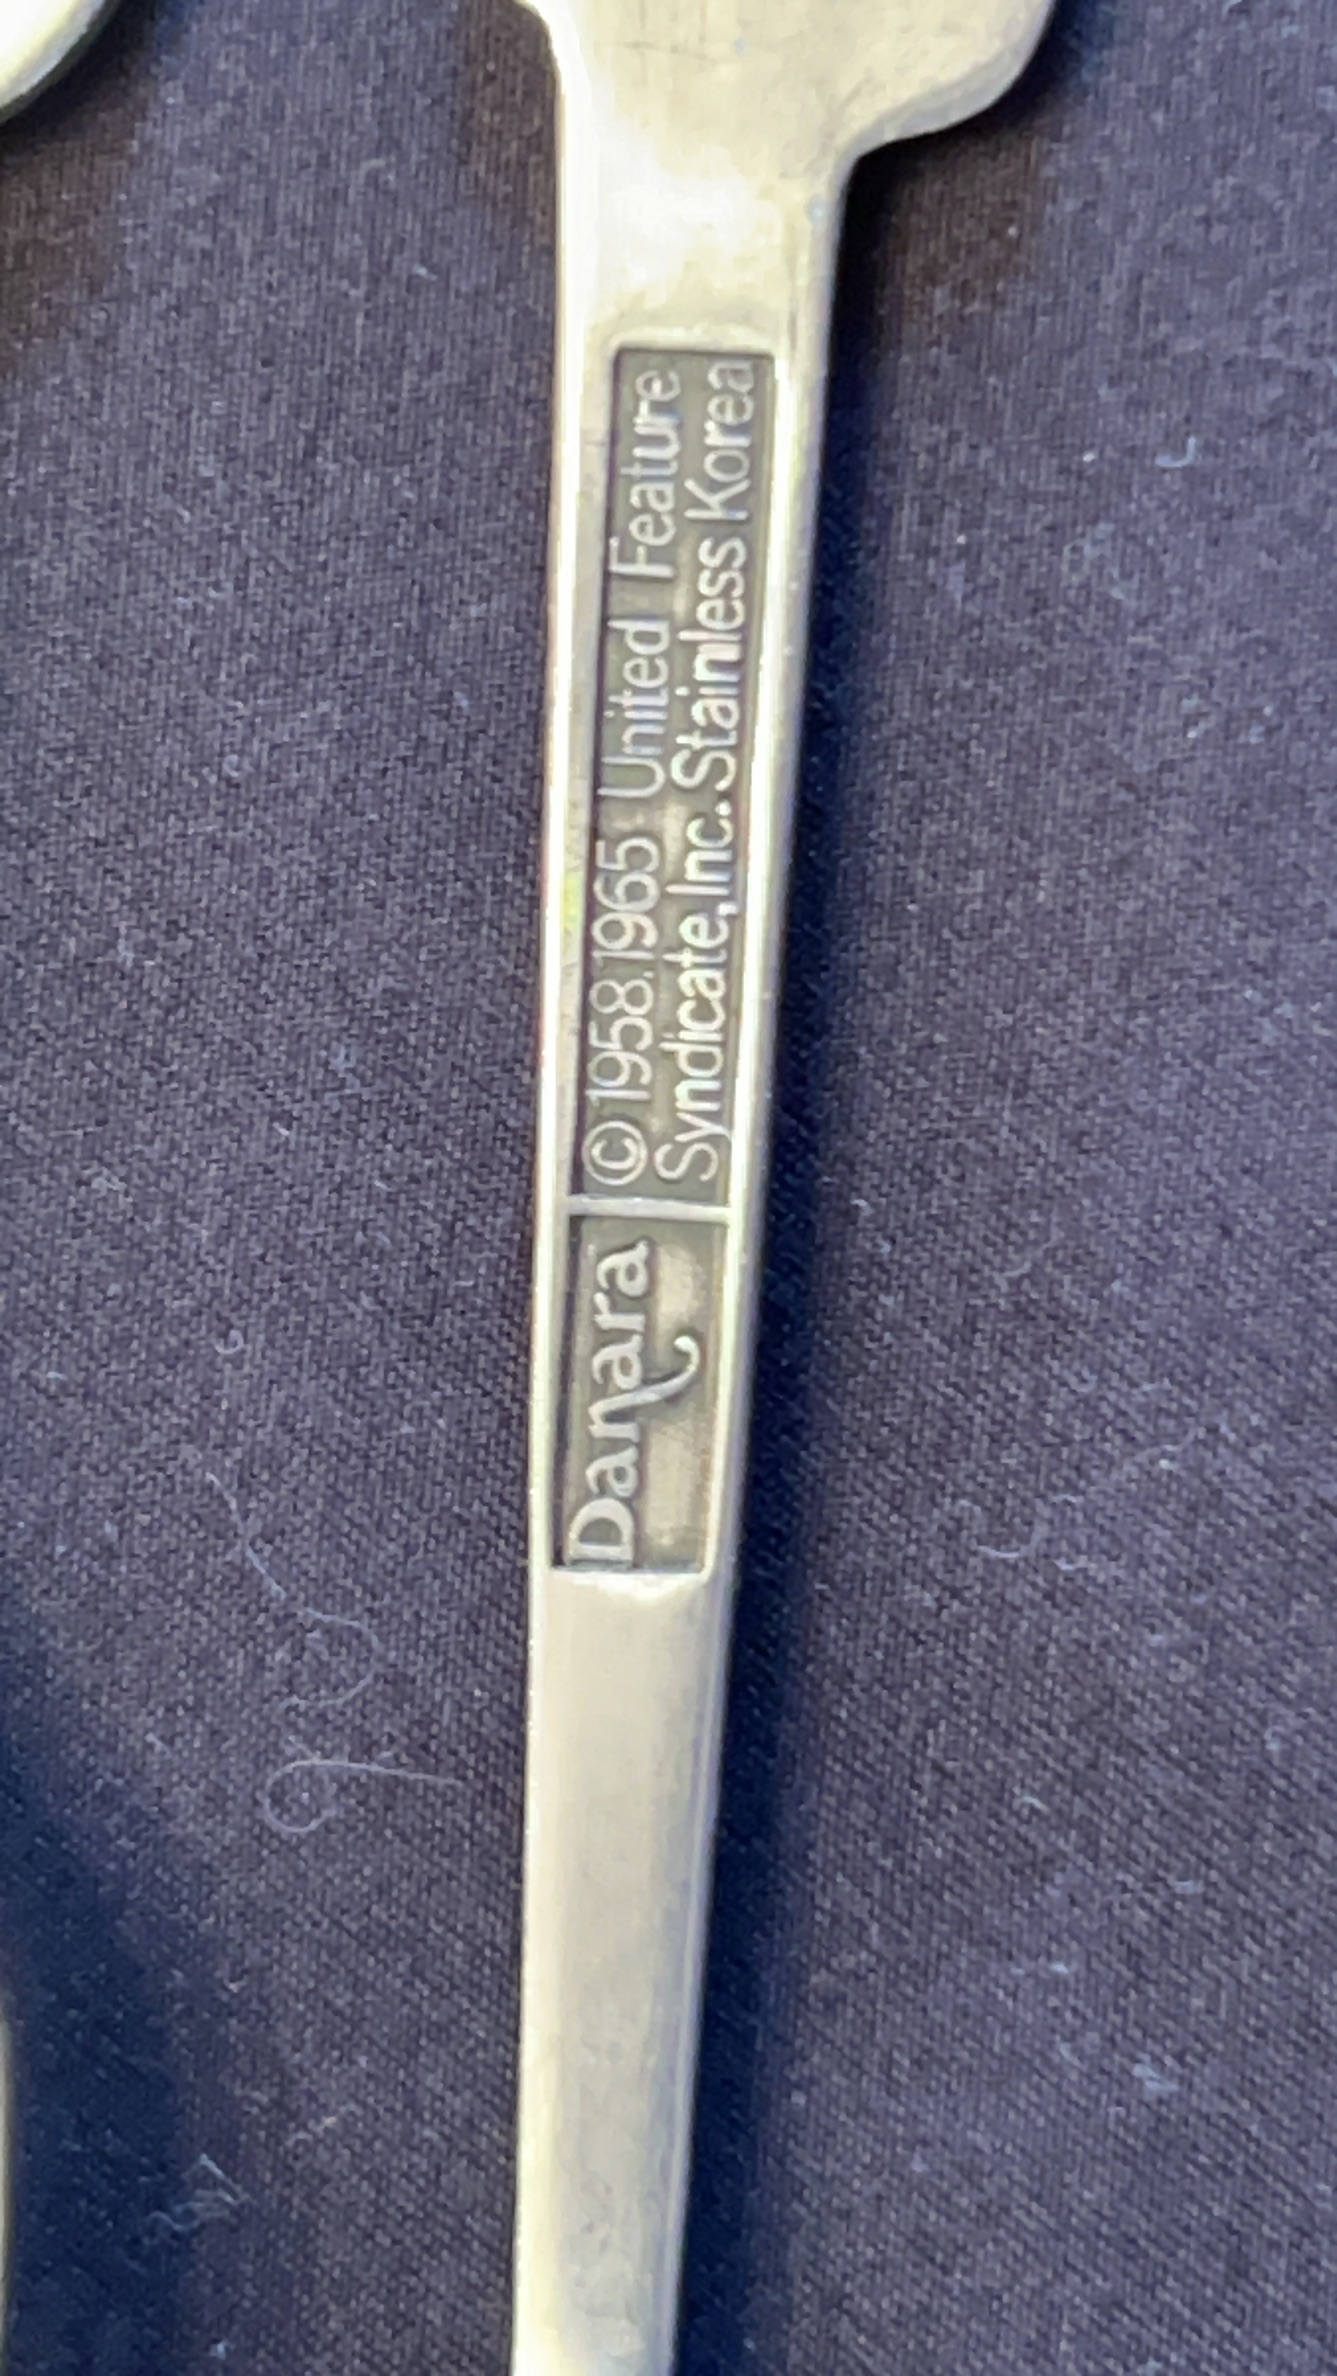 Danara
© 1958,1965 United Feature
Syndicate,Inc. Stainless Korea